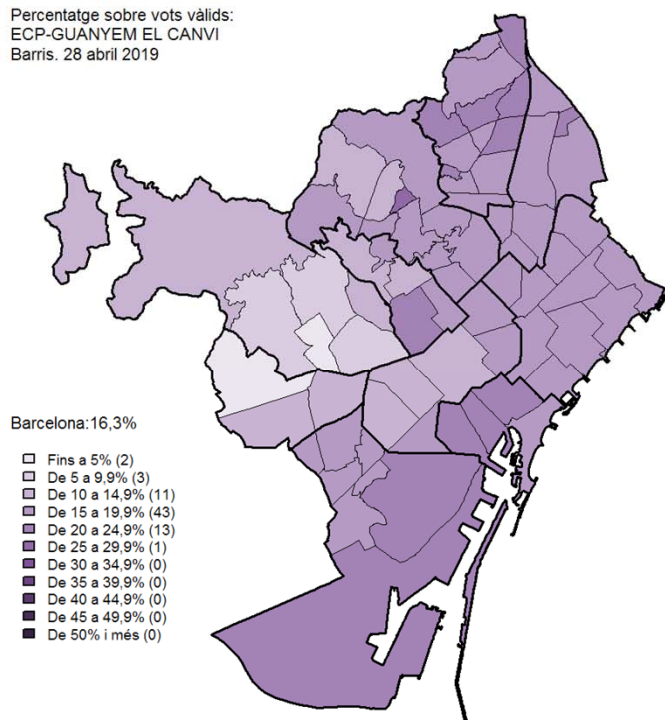 Percentatge sobre vots vàlids:
ECP-GUANYEM EL CANVI
Barris. 28 abril 2019
Barcelona:16,3%
Fins a 5% (2)
De 5 a 9,9% (3)
De 10 a 14,9% (11)
De 15 a 19,9% (43)
De 20 a 24,9% (13)
De 25 a 29,9% (1)
De 30 a 34,9% (0)
De 35 a 39,9% (0)
De 40 a 44,9% (0)
De 45 a 49,9% (0)
De 50% i més (0)